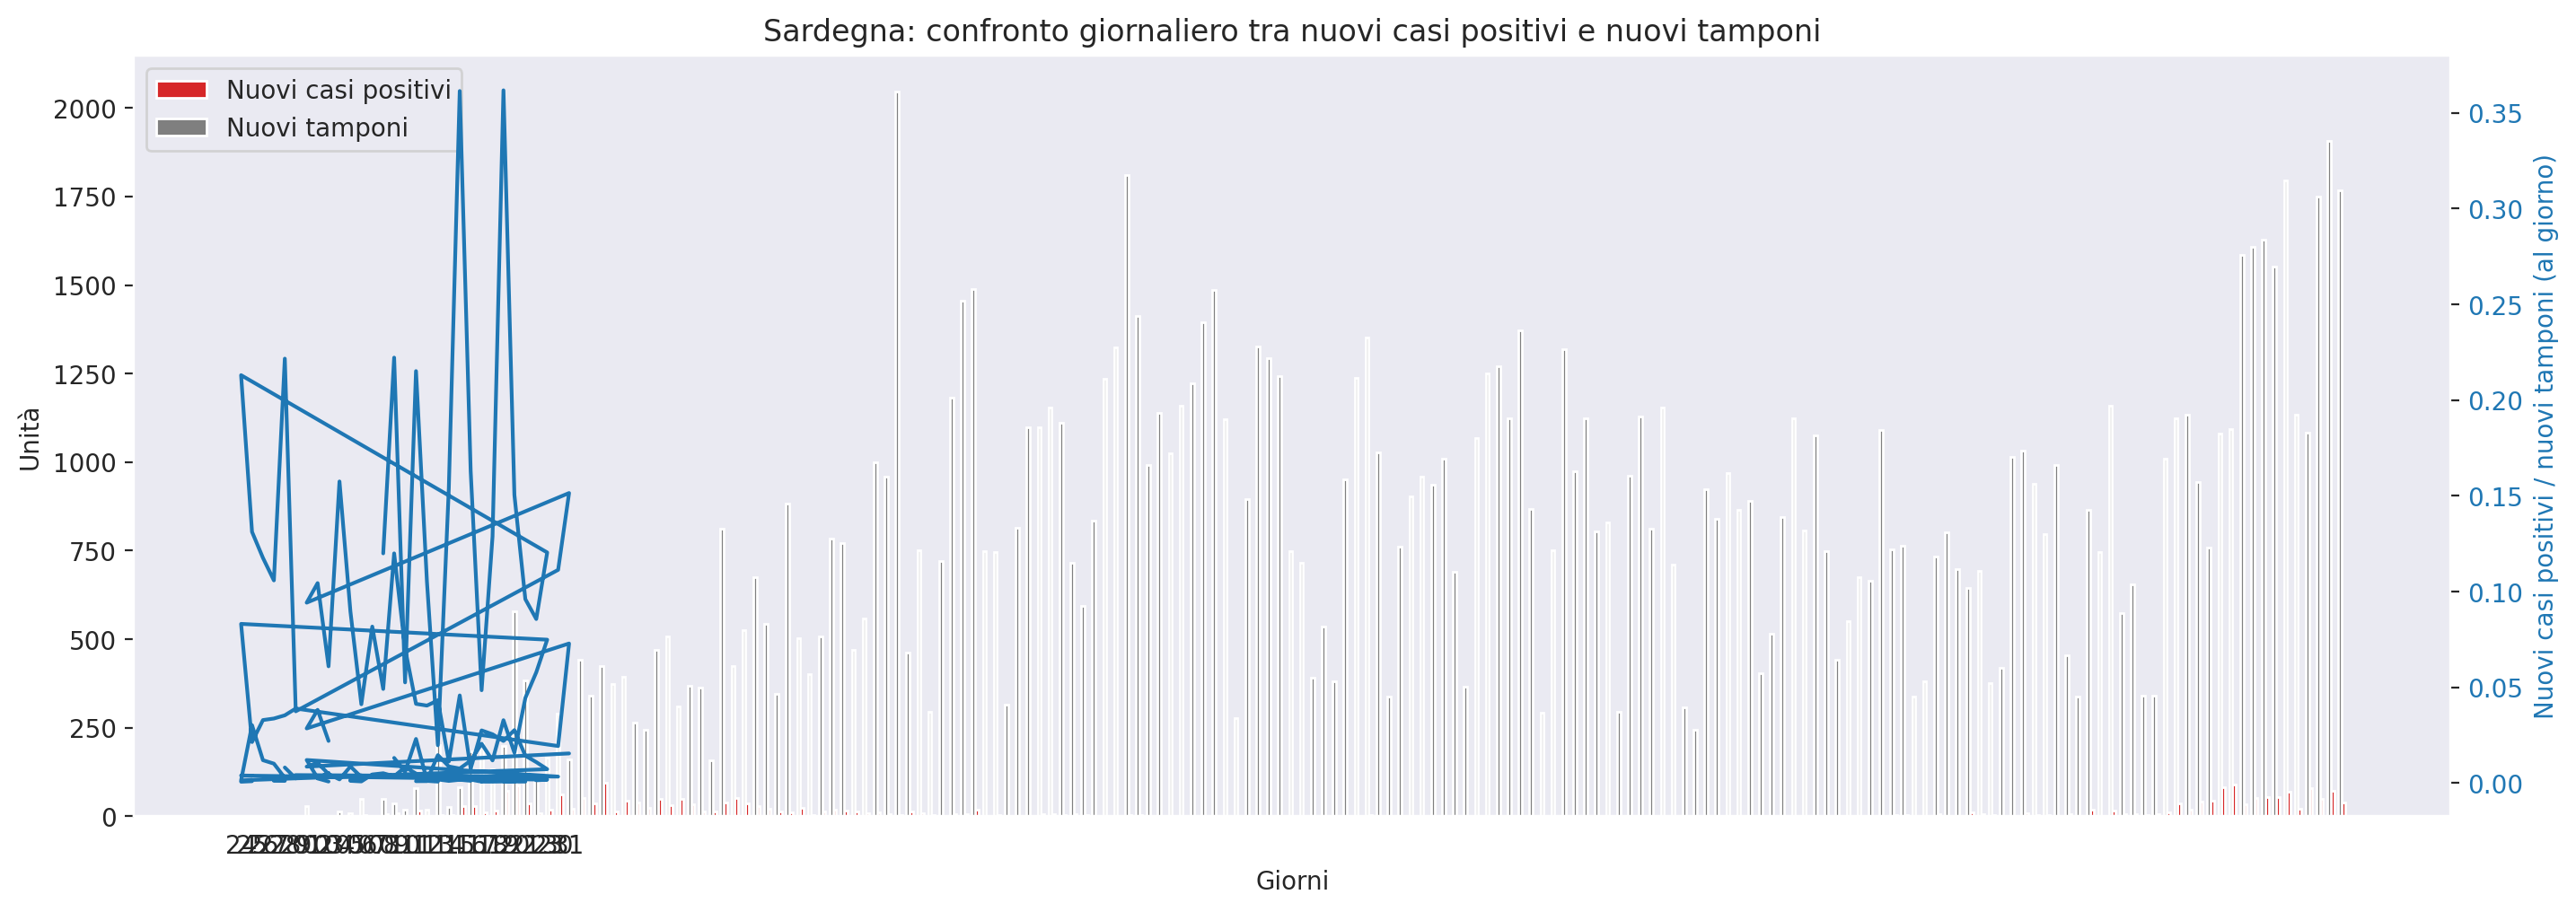 Sardegna: confronto giornaliero tra nuovi casi positivi e nuovi tamponi
Nuovi casi positivi
Nuovi tamponi
2000
1750
1500
1250
1000
750
500
250
0
Unità
0.35
0.30
0.25
0.20
0.15
0.10
0.05
0.00
Nuovi casi positivi / nuovi tamponi (al giorno)
Giorni